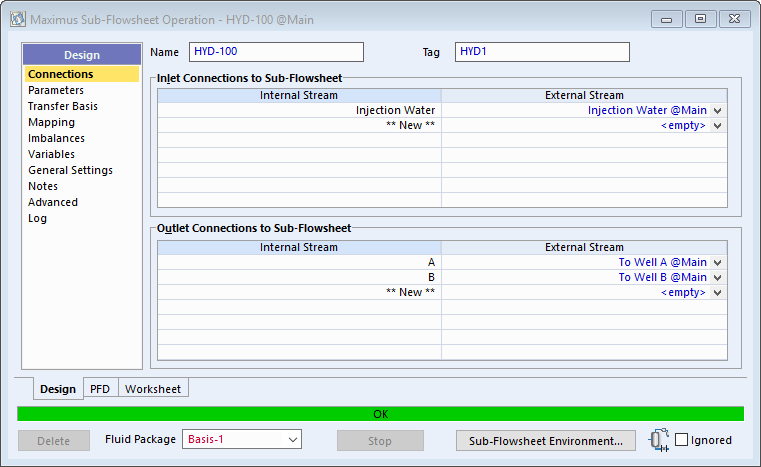 Maximus Sub-Flowsheet Operation - HYD-100 @Main
Design
Connections
Parameters
Transfer Basis
Mapping
Imbalances
Variables
General Settings
Notes
Advanced
Log
Name HYD-100 Tag HYD1
Inlet Connections to Sub-Flowsheet
Internal Stream External Stream
Injection Water Injection Water @Main
** New ** <empty>
Outlet Connections to Sub-Flowsheet
Internal Stream External Stream
A To Well A @Main
B To Well B @Main
** New ** <empty>
Design PFD Worksheet
OK
Delete Fluid Package Basis-1 Stop Sub-Flowsheet Environment... Ignored